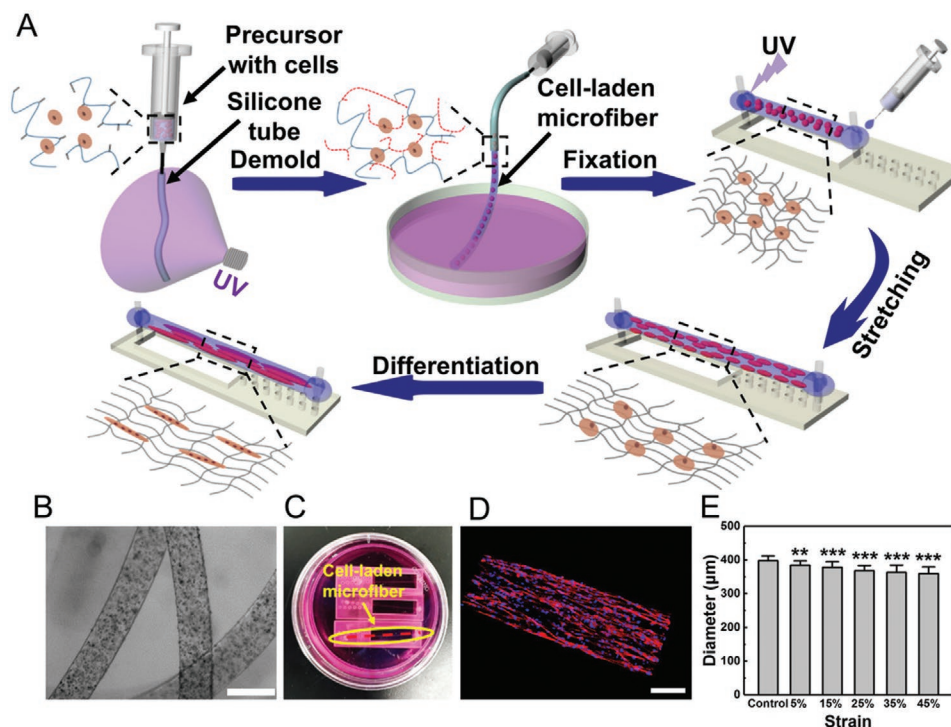 A
Precursor
with cells
Silicone
tube
Demold
UV
Cell-laden
microfiber
Fixation
UV
Stretching
Differentiation
B
C
Cell-laden
microfiber
D
E
Diameter (μm)
500
400
300
200
100
0
** *** *** *** ***
Control 5% 15% 25% 35% 45%
Strain